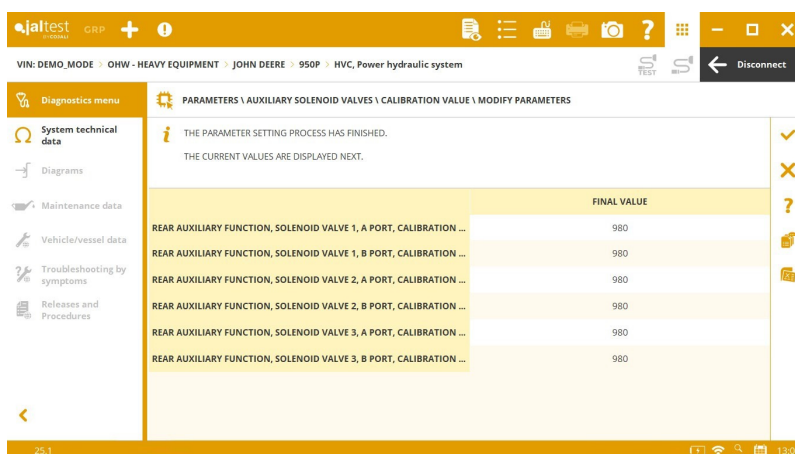 jaltest GRP
VIN: DEMO_MODE > OHW - HEAVY EQUIPMENT > JOHN DEERE > 950P > HVC, Power hydraulic system
TEST
Disconnect
Diagnostics menu
PARAMETERS \ AUXILIARY SOLENOID VALVES \ CALIBRATION VALUE \ MODIFY PARAMETERS
System technical
data
Diagrams
Maintenance data
Vehicle/vessel data
Troubleshooting by
symptoms
Releases and
Procedures
THE PARAMETER SETTING PROCESS HAS FINISHED.
THE CURRENT VALUES ARE DISPLAYED NEXT.
FINAL VALUE
REAR AUXILIARY FUNCTION, SOLENOID VALVE 1, A PORT, CALIBRATION ... 980
REAR AUXILIARY FUNCTION, SOLENOID VALVE 1, B PORT, CALIBRATION ... 980
REAR AUXILIARY FUNCTION, SOLENOID VALVE 2, A PORT, CALIBRATION ... 980
REAR AUXILIARY FUNCTION, SOLENOID VALVE 2, B PORT, CALIBRATION ... 980
REAR AUXILIARY FUNCTION, SOLENOID VALVE 3, A PORT, CALIBRATION ... 980
REAR AUXILIARY FUNCTION, SOLENOID VALVE 3, B PORT, CALIBRATION ... 980
25.1